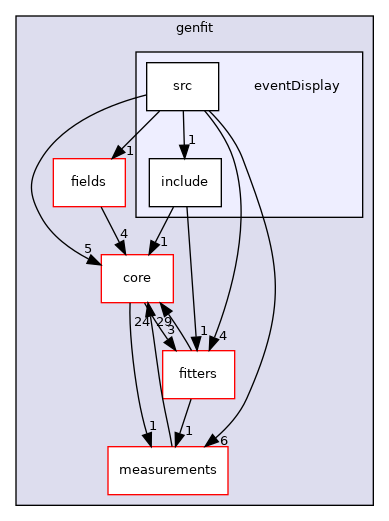 genfit
src
eventDisplay
1
1
fields
include
4
5
1
core
24
29
3
1
4
fitters
1
1
6
measurements